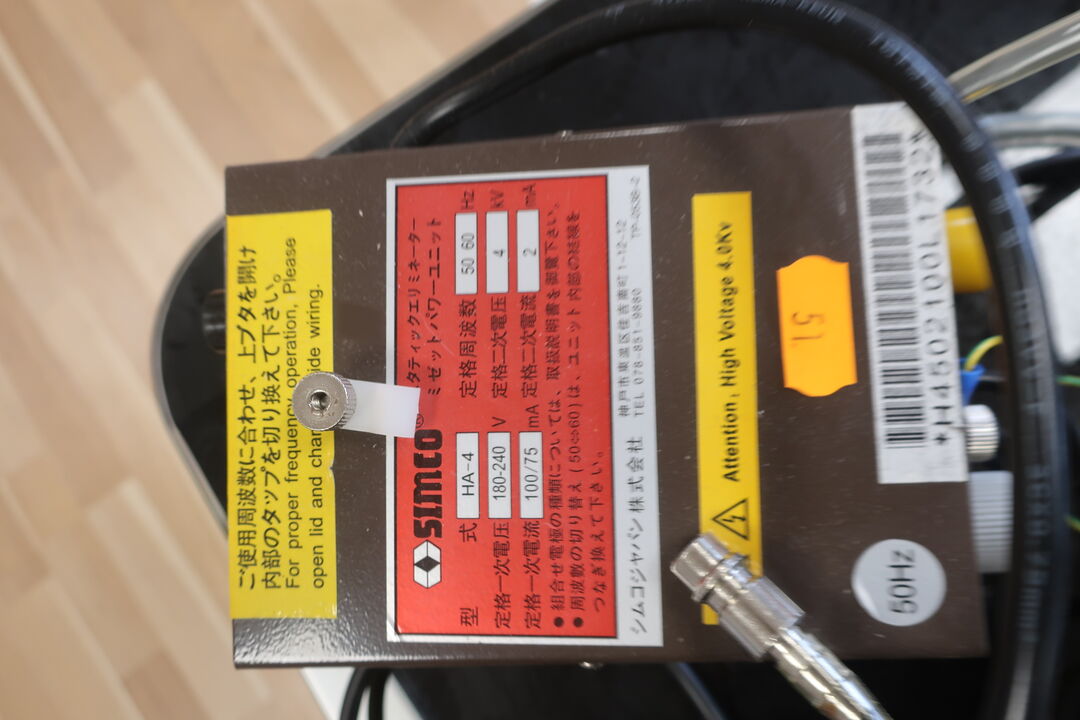 ご使用周波数に合わせ、上ブタを開け
内部のタップを切り換えて下さい。
For proper frequency operation, Please
open lid and ide wiring.
SIMCO® タティックエリミネーター
ミゼットパワーユニット
型 式 HA-4 定格周波数 50 60 Hz
定格一次電圧 180-240 V 定格二次電圧 4 kV
定格一次電流 100/75 mA 定格二次電流 2 mA
●組合せ電極の種類については、取扱説明書を御覧下さい。
●周波数の切り替え(50⇔60)は、ユニット内部の結線を
つなぎ換えて下さい。
シムコジャパン株式会社 神戸市東灘区住吉南町1-12-12
TEL 078-851-9880
Attention, High Voltage 4.0Kv
51
*H4502100L1732*
50Hz